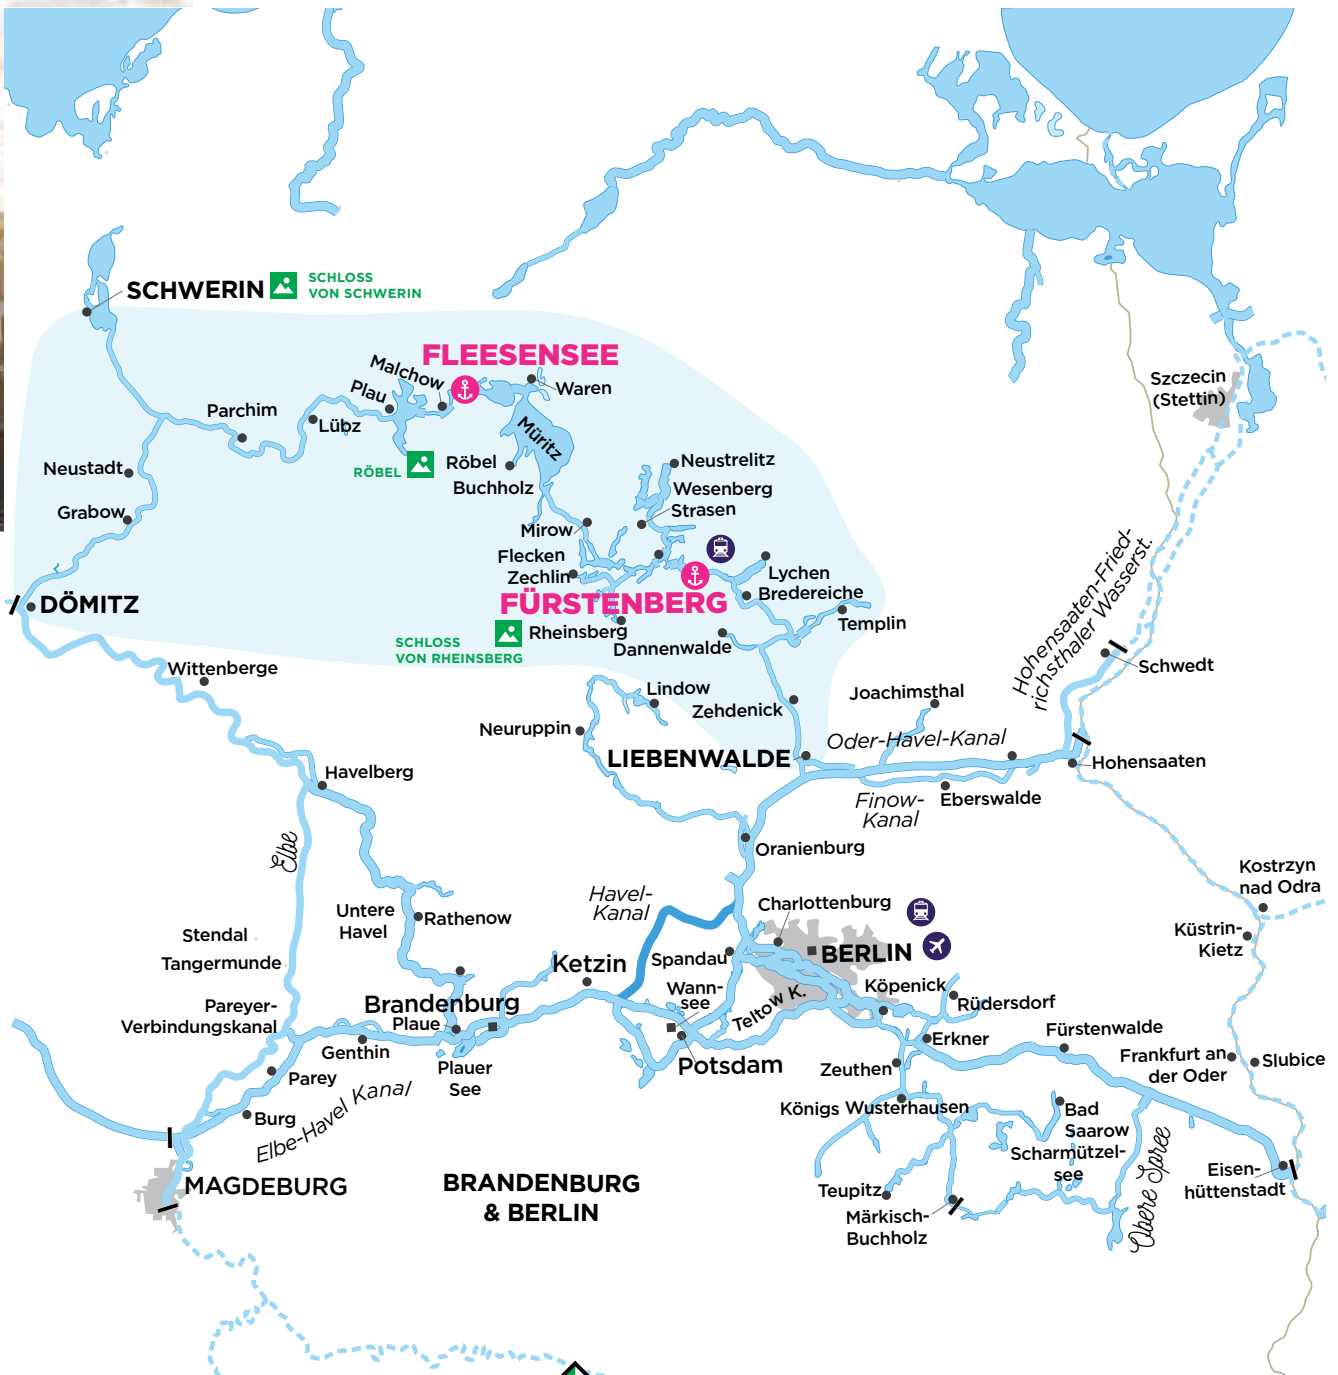 SCHWERIN
SCHLOSS
VON SCHWERIN
FLEESENSEE
Malchow
Plau
Waren
Szczecin
(Stettin)
Parchim
Lübz
Müritz
Neustadt
RÖBEL
Röbel
Buchholz
Neustrelitz
Wesenberg
Strasen
Grabow
Mirow
Flecken
Zechlin
Lychen
Bredereiche
FÜRSTENBERG
DÖMITZ
Templin
SCHLOSS
VON RHEINSBERG
Rheinsberg
Dannenwalde
Hohensaaten-Fried-
richsthaler Wasserst.
Schwedt
Wittenberge
Lindow
Zehdenick
Joachimsthal
Neuruppin
LIEBENWALDE
Oder-Havel-Kanal
Hohensaaten
Havelberg
Finow-
Kanal
Eberswalde
Elbe
Oranienburg
Kostrzyn
nad Odra
Havel-
Kanal
Charlottenburg
Untere
Havel
Rathenow
Stendal
Tangermunde
Küstrin-
Kietz
Ketzin
Spandau
BERLIN
Wann-
see
Teltow K.
Köpenick
Rüdersdorf
Pareyer-
Verbindungskanal
Brandenburg
Plaue
Genthin
Plauer
See
Potsdam
Erkner
Fürstenwalde
Zeuthen
Frankfurt an
der Oder
Slubice
Parey
Burg
Elbe-Havel Kanal
Königs Wusterhausen
Bad
Saarow
Scharmützel-
see
Obere Spree
Eisen-
hüttenstadt
MAGDEBURG
BRANDENBURG
& BERLIN
Teupitz
Märkisch-
Buchholz